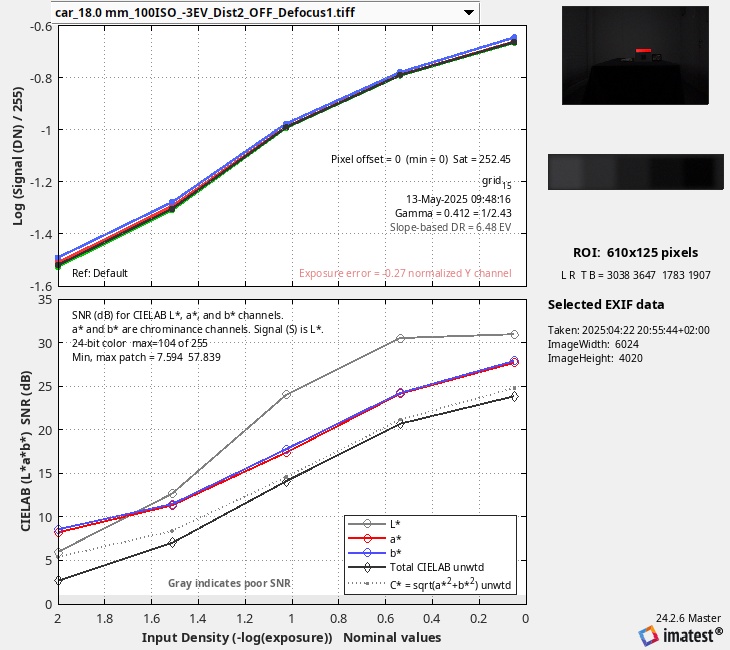 car_18.0 mm_100ISO_-3EV_Dist2_OFF_Defocus1.tiff
Log (Signal (DN) / 255)
-0.6
-0.8
-1
-1.2
-1.4
-1.6
Pixel offset = 0  (min = 0)  Sat = 252.45
grid15
13-May-2025 09:48:16
Gamma = 0.412 = 1/2.43
Slope-based DR = 6.48 EV
Ref: Default
Exposure error = -0.27 normalized Y channel
ROI:  610x125 pixels
L R  T B = 3038 3647  1783 1907
Selected EXIF data
Taken: 2025:04:22 20:55:44+02:00
ImageWidth:  6024
ImageHeight:  4020
CIELAB (L*a*b*)  SNR (dB)
35
30
25
20
15
10
5
0
SNR (dB) for CIELAB L*, a*, and b* channels.
a* and b* are chrominance channels. Signal (S) is L*.
24-bit color  max=104 of 255
Min, max patch = 7.594  57.839
L*
a*
b*
Total CIELAB unwtd
C* = sqrt(a*2+b*2) unwtd
Gray indicates poor SNR
2 1.8 1.6 1.4 1.2 1 0.8 0.6 0.4 0.2 0
Input Density (-log(exposure))   Nominal values
24.2.6 Master
imatest®